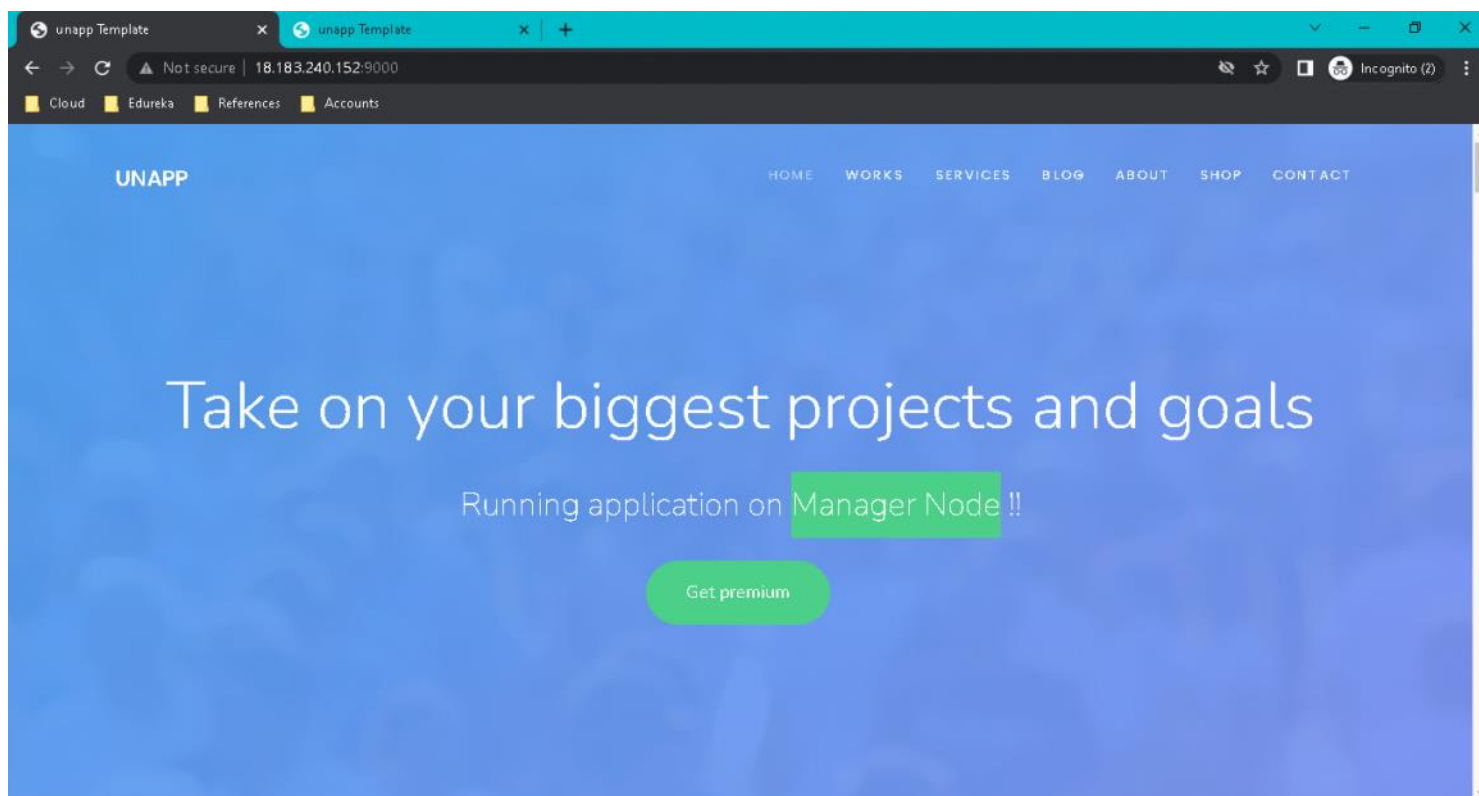 unapp Template
unapp Template
Not secure | 18.183.240.152:9000
Incognito (2)
Cloud Edureka References Accounts
UNAPP
HOME WORKS SERVICES BLOG ABOUT SHOP CONTACT
Take on your biggest projects and goals
Running application on Manager Node !!
Get premium